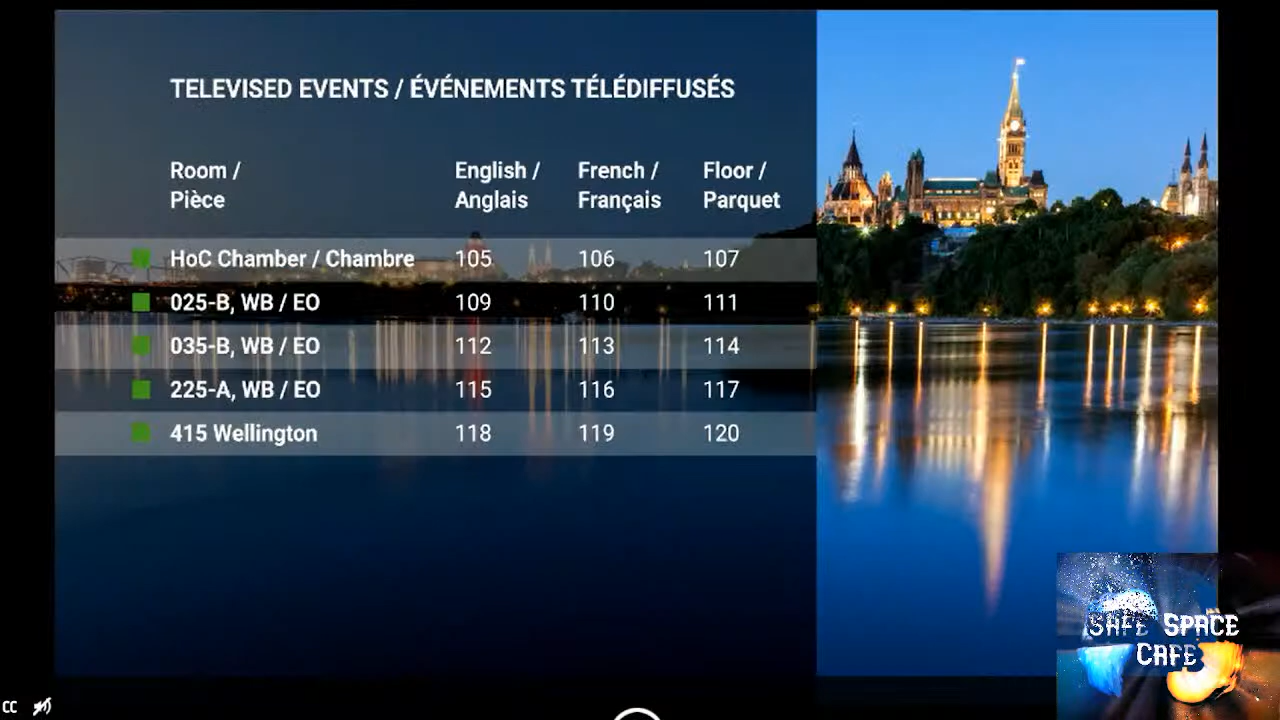 TELEVISED EVENTS / ÉVÉNEMENTS TÉLÉDIFFUSÉS
Room / English / French / Floor /
Pièce Anglais Français Parquet
HoC Chamber / Chambre 105 106 107
025-B, WB / EO 109 110 111
035-B, WB / EO 112 113 114
225-A, WB / EO 115 116 117
415 Wellington 118 119 120
SAFE SPACE
CAFE
CC